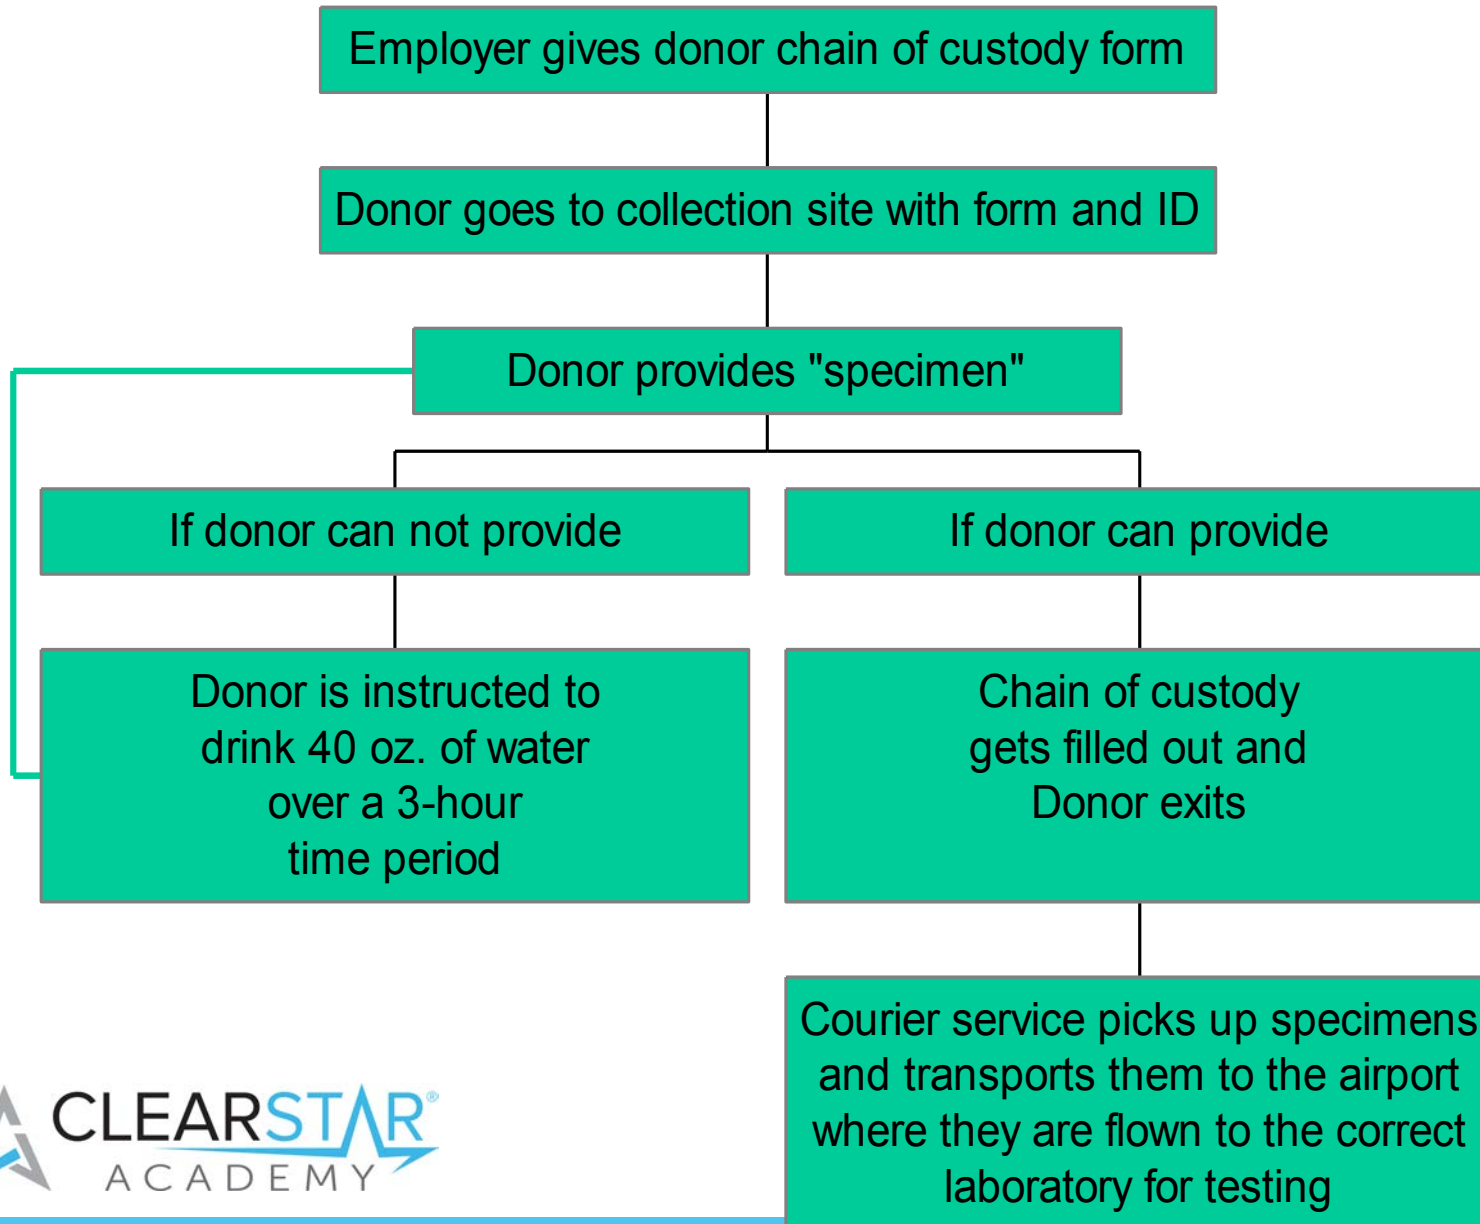 Employer gives donor chain of custody form
Donor goes to collection site with form and ID
Donor provides "specimen"
If donor can not provide
If donor can provide
Donor is instructed to
drink 40 oz. of water
over a 3-hour
time period
Chain of custody
gets filled out and
Donor exits
Courier service picks up specimens
and transports them to the airport
where they are flown to the correct
laboratory for testing
CLEARSTAR®
ACADEMY